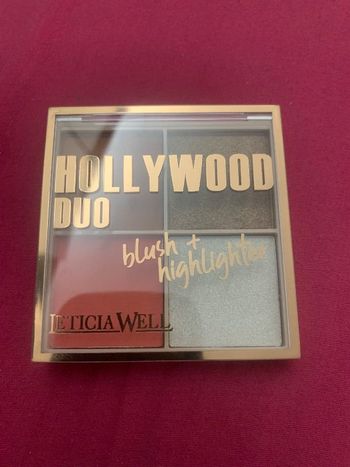 HOLLYWOOD
DUO
blush +
highlighter
LETICIA WELL